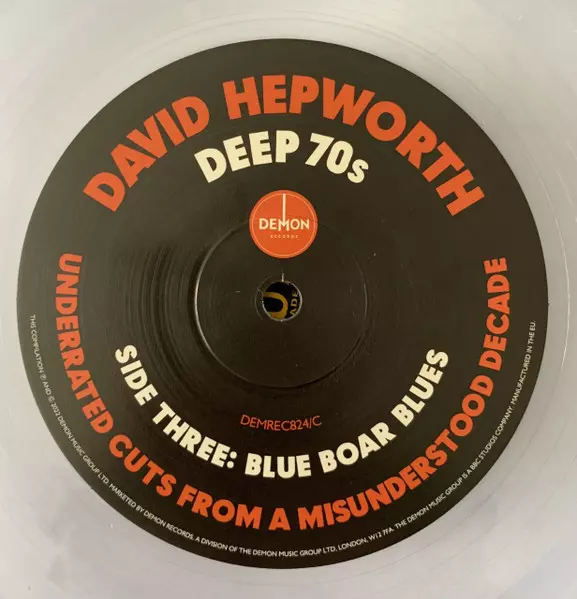 DAVID HEPWORTH
DEEP 70s
DEMON
RECORDS
DEMREC824/C
SIDE THREE: BLUE BOAR BLUES
UNDERRATED CUTS FROM A MISUNDERSTOOD DECADE
THIS COMPILATION ℗ AND © 2022 DEMON MUSIC GROUP LTD. MARKETED BY DEMON RECORDS, A DIVISION OF THE DEMON MUSIC GROUP LTD, LONDON, W12 7FA. THE DEMON MUSIC GROUP IS A BBC STUDIOS COMPANY. MANUFACTURED IN THE EU.